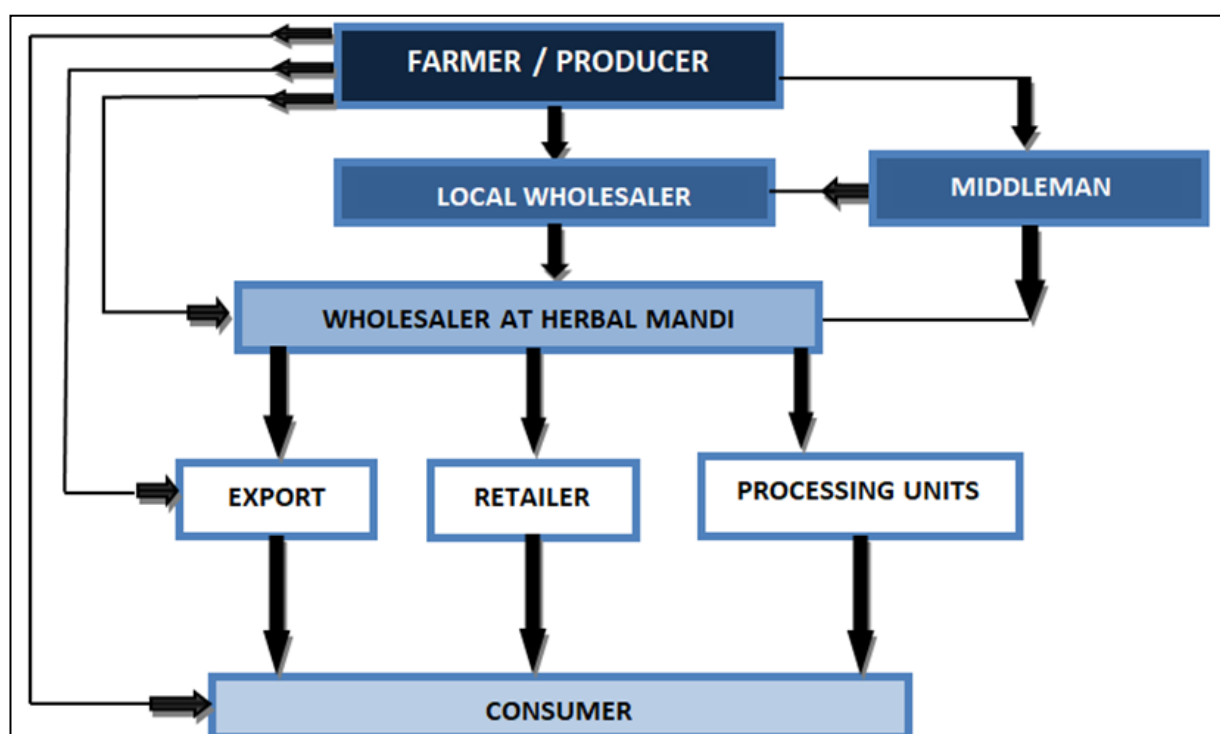 FARMER / PRODUCER
LOCAL WHOLESALER
MIDDLEMAN
WHOLESALER AT HERBAL MANDI
EXPORT
RETAILER
PROCESSING UNITS
CONSUMER